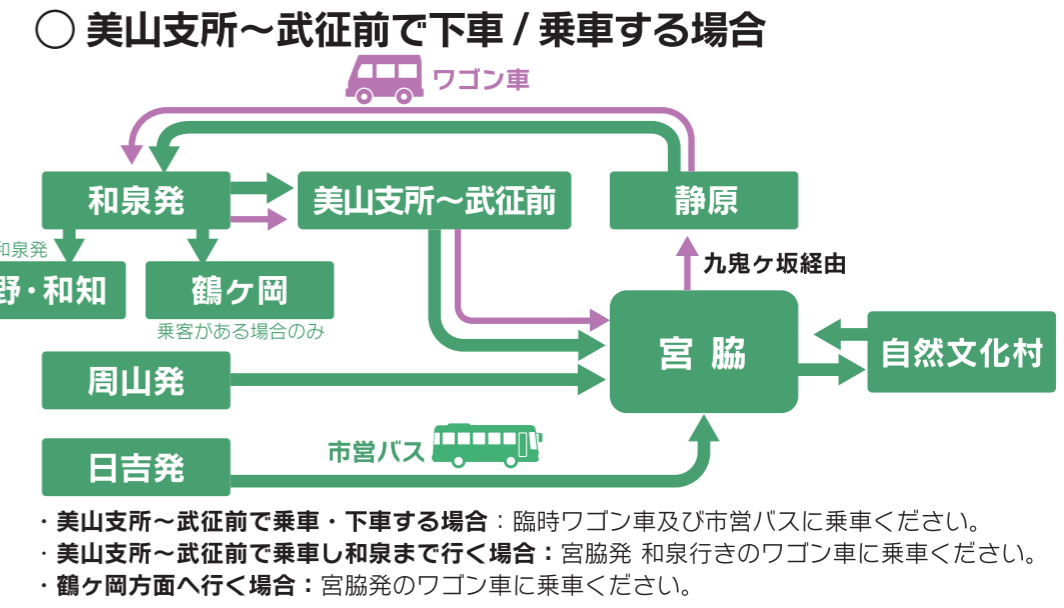 ○ 美山支所～武征前で下車 / 乗車する場合
ワゴン車
和泉発
美山支所～武征前
静原
和泉発
野・和知
鶴ヶ岡
乗客がある場合のみ
九鬼ヶ坂経由
宮脇
自然文化村
周山発
日吉発
市営バス
・美山支所～武征前で乗車・下車する場合：臨時ワゴン車及び市営バスに乗車ください。
・美山支所～武征前で乗車し和泉まで行く場合：宮脇発 和泉行きのワゴン車に乗車ください。
・鶴ヶ岡方面へ行く場合：宮脇発のワゴン車に乗車ください。